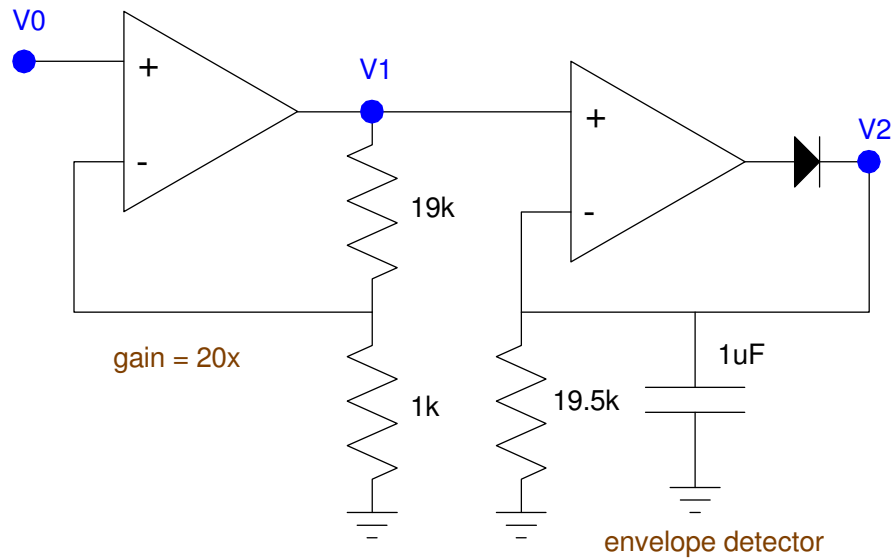 V0
V1
V2
+
-
+
-
19k
gain = 20x
1k
19.5k
1uF
envelope detector